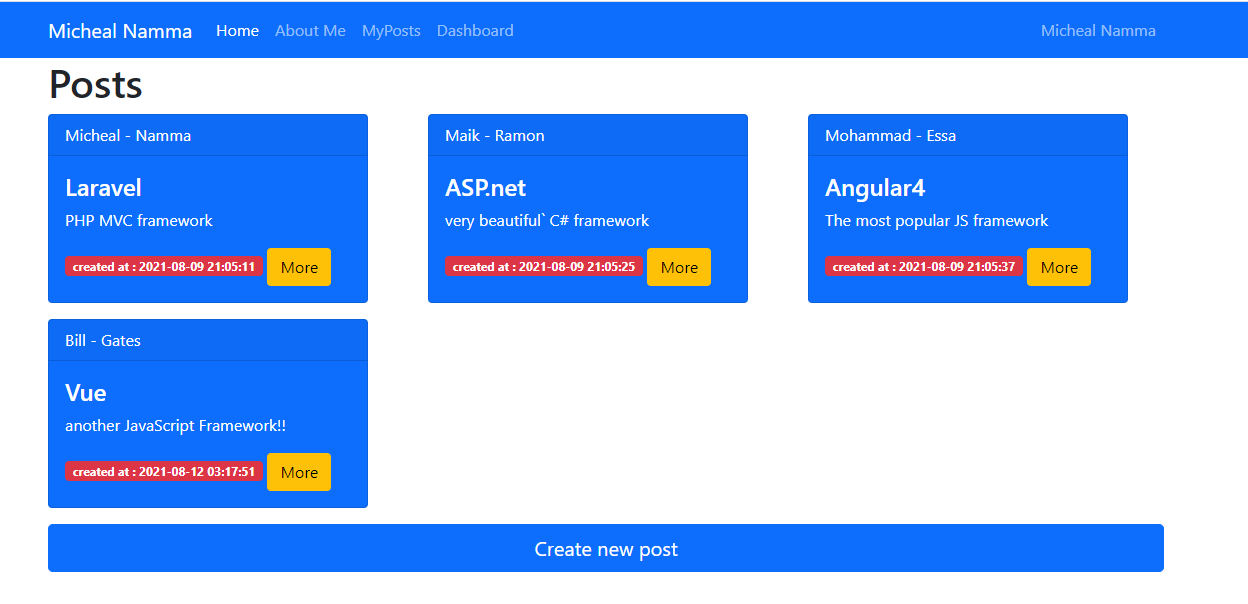 Micheal Namma Home About Me MyPosts Dashboard Micheal Namma
Posts
Micheal - Namma
Laravel
PHP MVC framework
created at : 2021-08-09 21:05:11 More
Maik - Ramon
ASP.net
very beautiful` C# framework
created at : 2021-08-09 21:05:25 More
Mohammad - Essa
Angular4
The most popular JS framework
created at : 2021-08-09 21:05:37 More
Bill - Gates
Vue
another JavaScript Framework!!
created at : 2021-08-12 03:17:51 More
Create new post